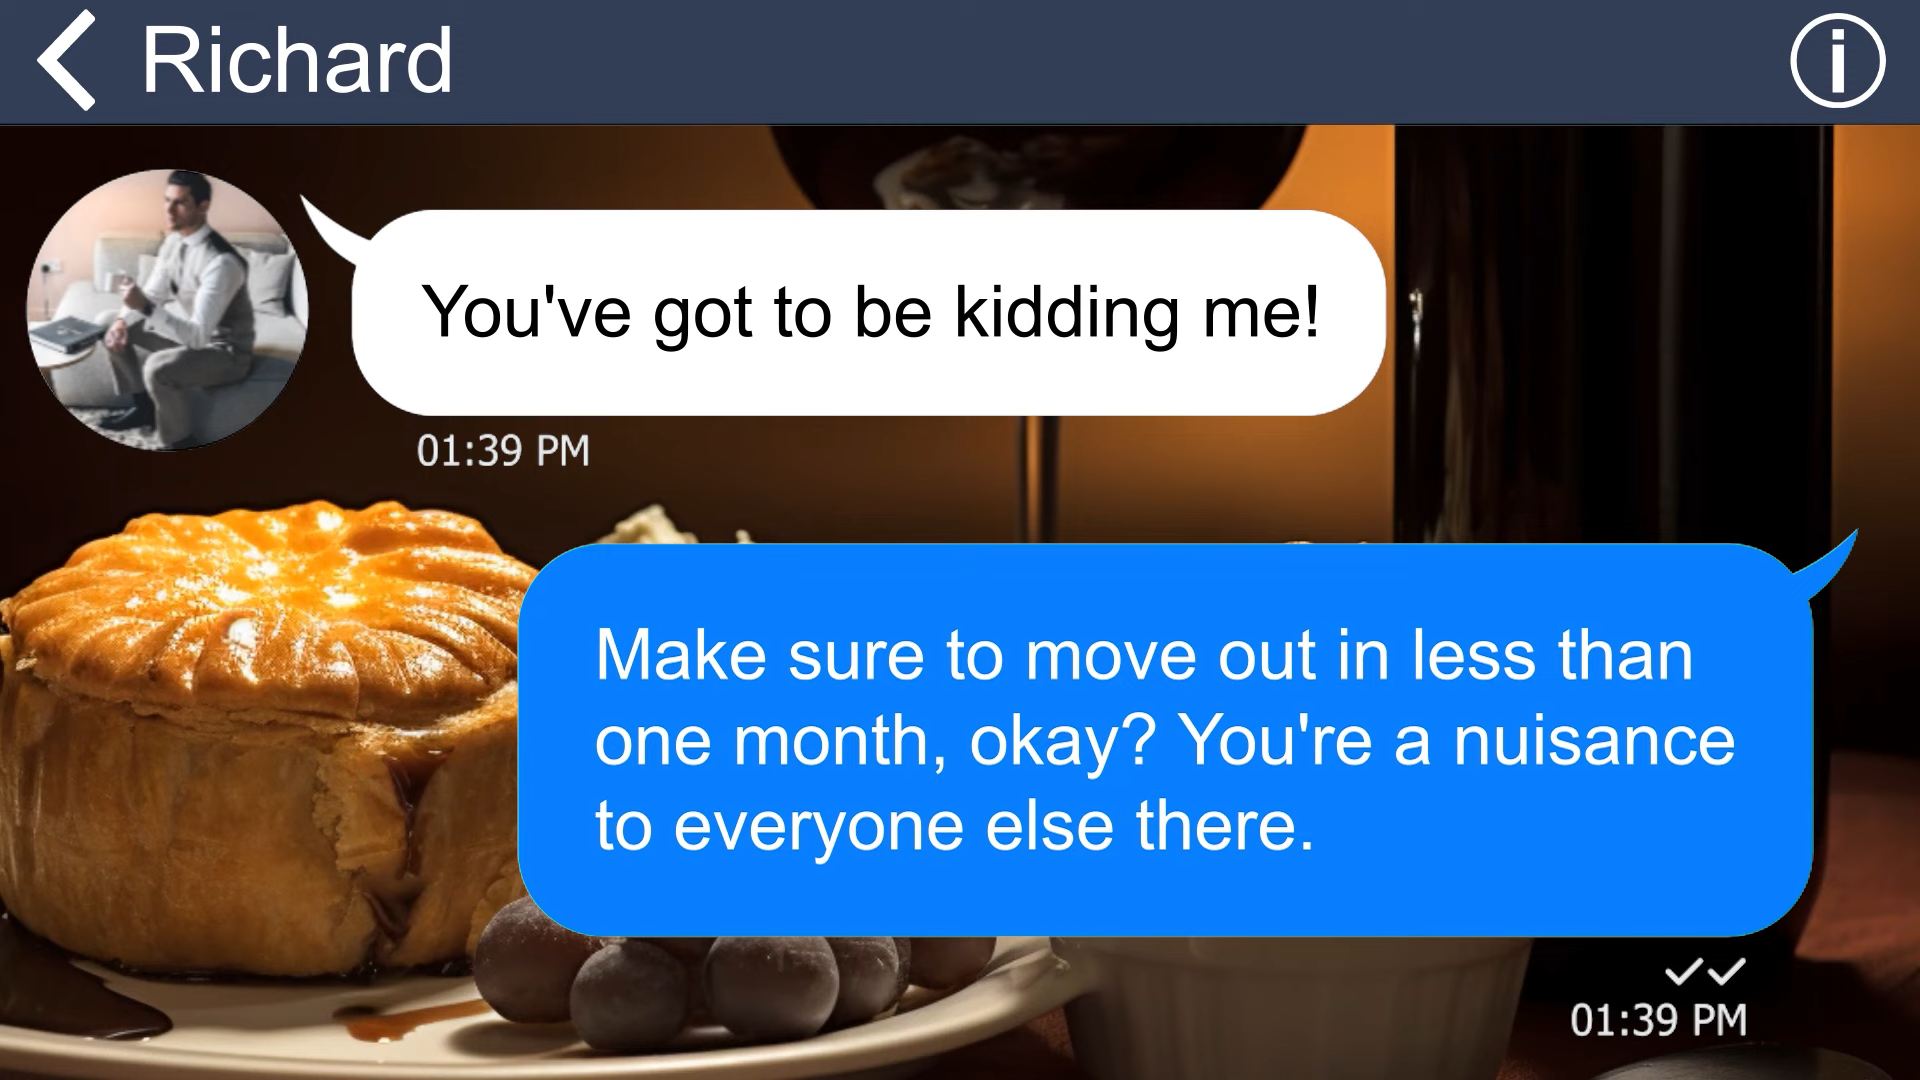 Richard
You've got to be kidding me!
01:39 PM
Make sure to move out in less than
one month, okay? You're a nuisance
to everyone else there.
01:39 PM